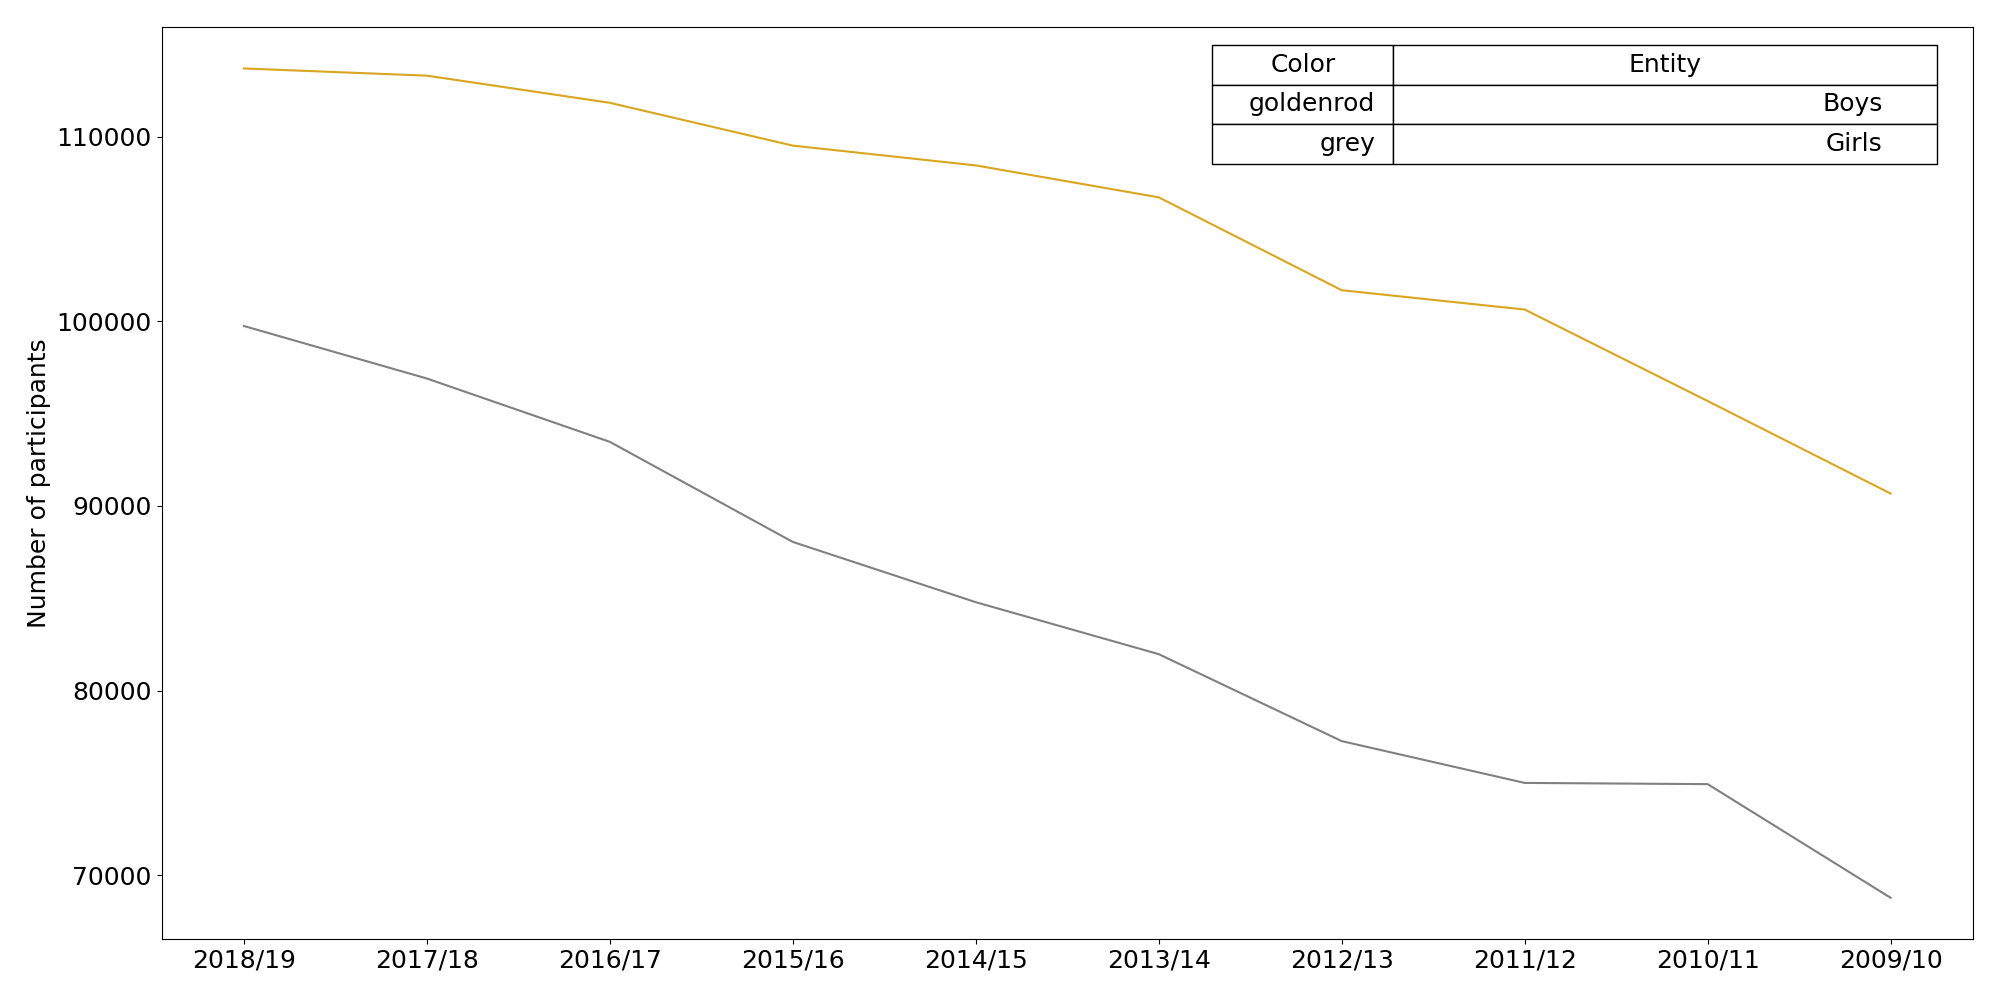 Color Entity
goldenrod Boys
grey Girls
Number of participants
110000
100000
90000
80000
70000
2018/19 2017/18 2016/17 2015/16 2014/15 2013/14 2012/13 2011/12 2010/11 2009/10